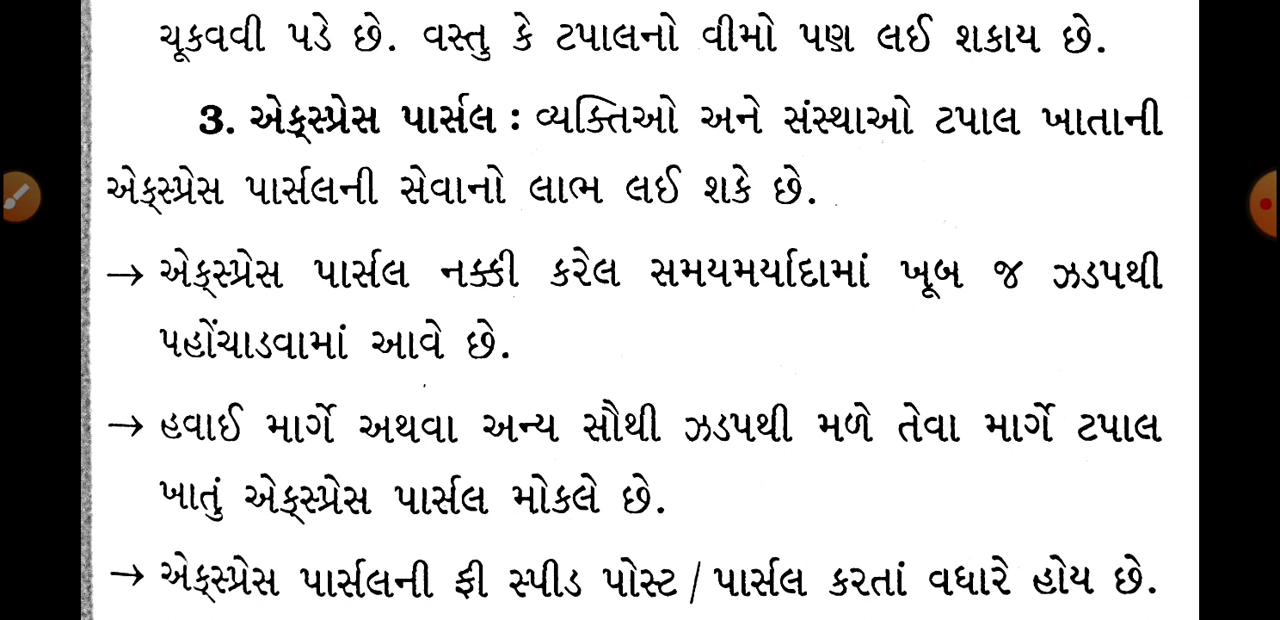 ચૂકવવી પડે છે. વસ્તુ કે ટપાલનો વીમો પણ લઈ શકાય છે.
3. એક્સ્પ્રેસ પાર્સલ : વ્યક્તિઓ અને સંસ્થાઓ ટપાલ ખાતાની
એક્સ્પ્રેસ પાર્સલની સેવાનો લાભ લઈ શકે છે.
→ એક્સ્પ્રેસ પાર્સલ નક્કી કરેલ સમયમર્યાદામાં ખૂબ જ ઝડપથી
પહોંચાડવામાં આવે છે.
→ હવાઈ માર્ગે અથવા અન્ય સૌથી ઝડપથી મળે તેવા માર્ગે ટપાલ
ખાતું એક્સ્પ્રેસ પાર્સલ મોકલે છે.
→ એક્સ્પ્રેસ પાર્સલની ફી સ્પીડ પોસ્ટ / પાર્સલ કરતાં વધારે હોય છે.